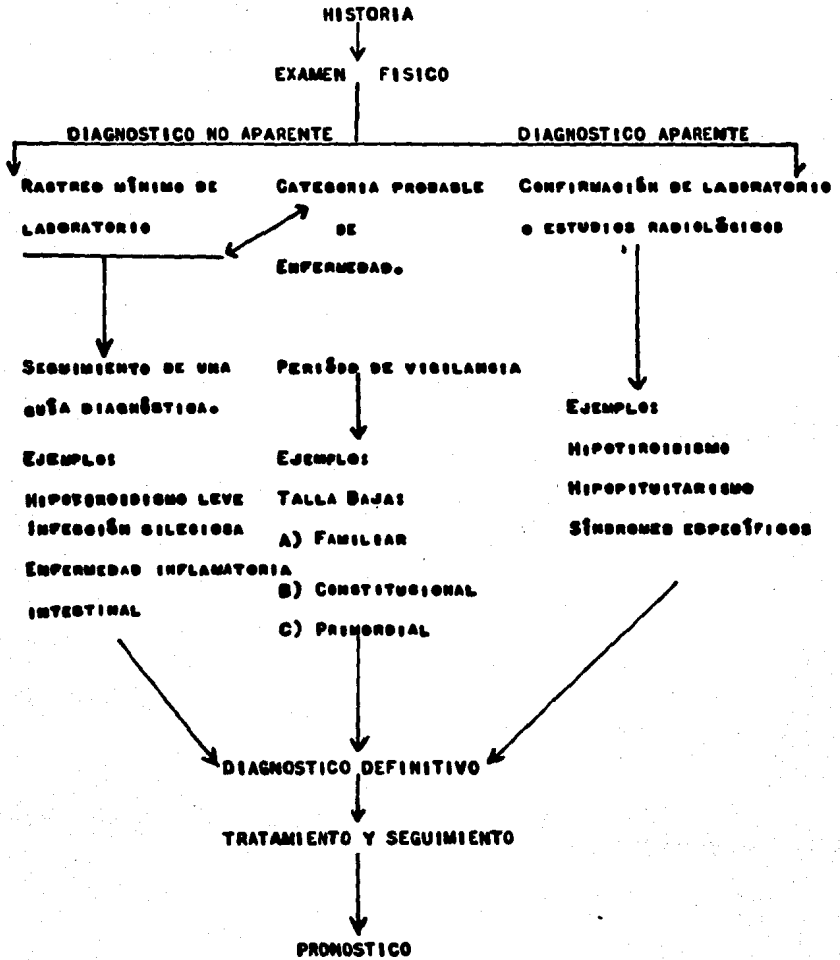 HISTORIA
EXAMEN FISICO
DIAGNOSTICO NO APARENTE
DIAGNOSTICO APARENTE
RASTREO MÍNIMO DE
LABORATORIO
CATEGORIA PROBABLE
DE
ENFERMEDAD.
CONFIRMACIÓN DE LABORATORIO
O ESTUDIOS RADIOLÓGICOS
SEGUIMIENTO DE UNA
GUÍA DIAGNÓSTICA.
EJEMPLOS
HIPOTIROIDISMO LEVE
INFECCIÓN SILECIOSA
ENFERMEDAD INFLAMATORIA
INTESTINAL
PERIÓDO DE VIGILANCIA
EJEMPLOS
TALLA BAJA:
A) FAMILIAR
B) CONSTITUCIONAL
C) PRIMORDIAL
EJEMPLOS
HIPOTIROIDISMO
HIPOPITUITARISMO
SÍNDROMES ESPECÍFICOS
DIAGNOSTICO DEFINITIVO
TRATAMIENTO Y SEGUIMIENTO
PRONOSTICO